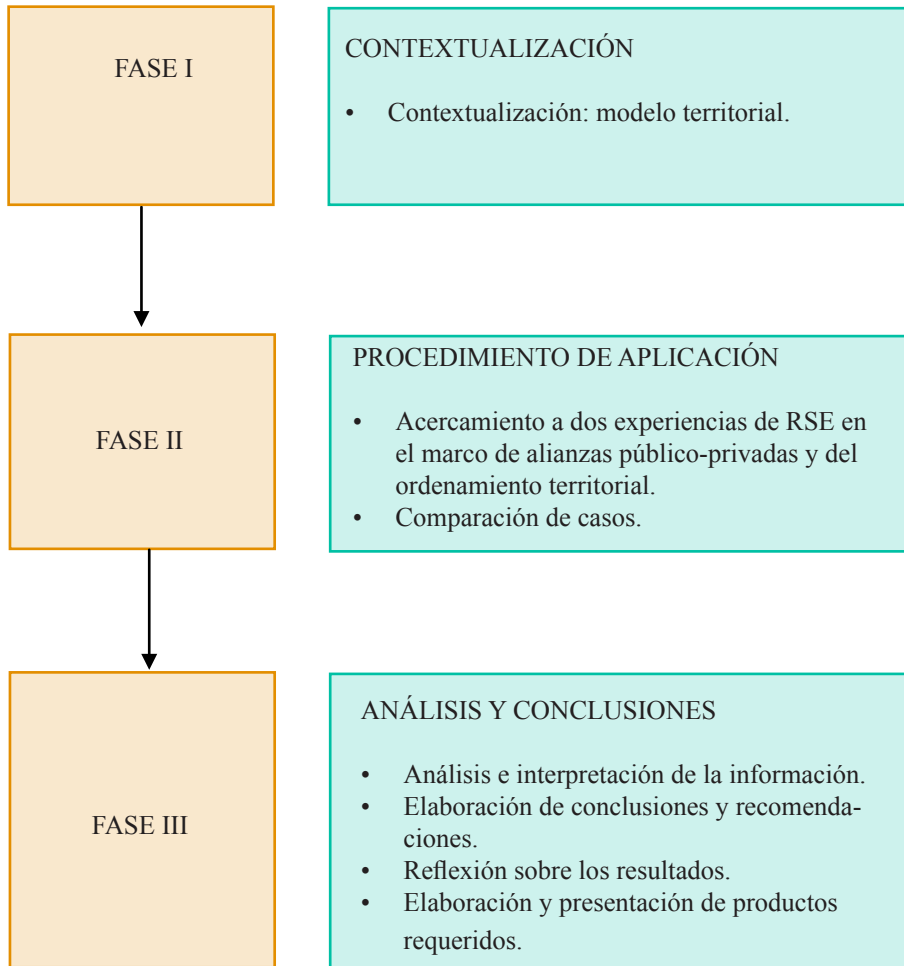 FASE I
CONTEXTUALIZACIÓN
• Contextualización: modelo territorial.
FASE II
PROCEDIMIENTO DE APLICACIÓN
• Acercamiento a dos experiencias de RSE en
el marco de alianzas público-privadas y del
ordenamiento territorial.
• Comparación de casos.
FASE III
ANÁLISIS Y CONCLUSIONES
• Análisis e interpretación de la información.
• Elaboración de conclusiones y recomenda-
ciones.
• Reflexión sobre los resultados.
• Elaboración y presentación de productos
requeridos.